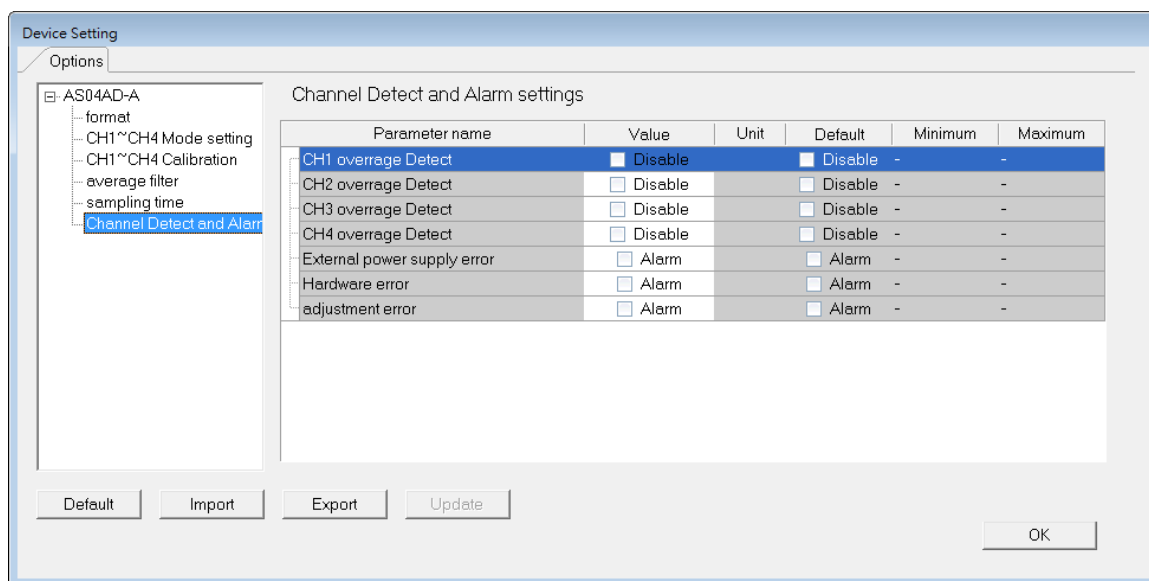 Device Setting
Options
AS04AD-A
format
CH1~CH4 Mode setting
CH1~CH4 Calibration
average filter
sampling time
Channel Detect and Alarm
Channel Detect and Alarm settings
Parameter name Value Unit Default Minimum Maximum
CH1 overrage Detect Disable Disable - -
CH2 overrage Detect Disable Disable - -
CH3 overrage Detect Disable Disable - -
CH4 overrage Detect Disable Disable - -
External power supply error Alarm Alarm - -
Hardware error Alarm Alarm - -
adjustment error Alarm Alarm - -
Default Import Export Update
OK